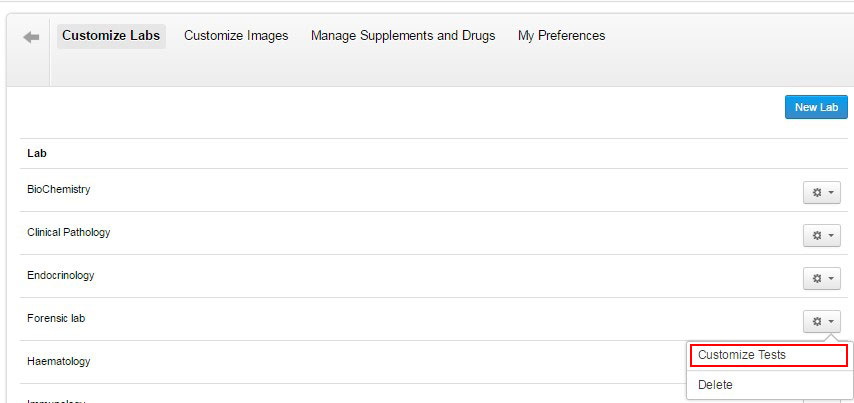 Customize Labs Customize Images Manage Supplements and Drugs My Preferences
New Lab
Lab
BioChemistry
Clinical Pathology
Endocrinology
Forensic lab
Haematology
Customize Tests
Delete